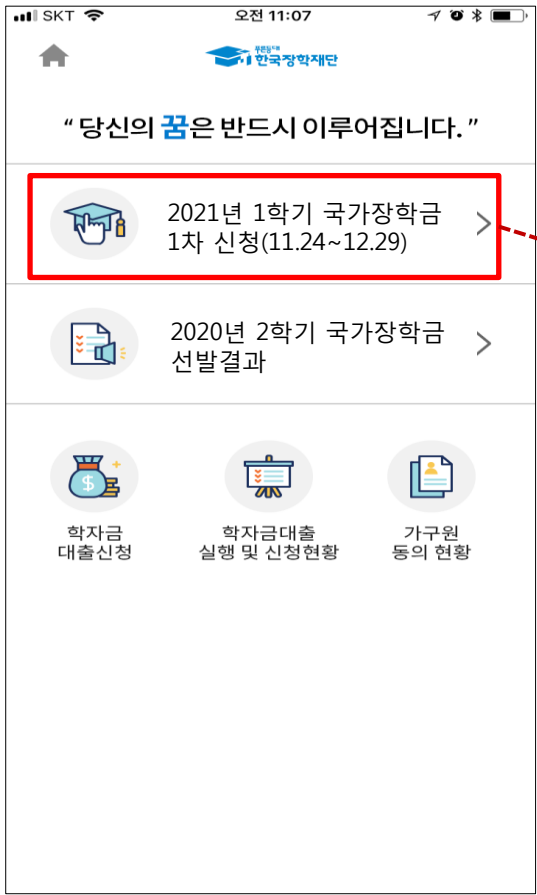 SKT 오전 11:07
푸른등대
한국장학재단
“ 당신의 꿈은 반드시 이루어집니다. ”
2021년 1학기 국가장학금
1차 신청(11.24~12.29)
2020년 2학기 국가장학금
선발결과
$
학자금
대출신청
학자금대출
실행 및 신청현황
가구원
동의 현황